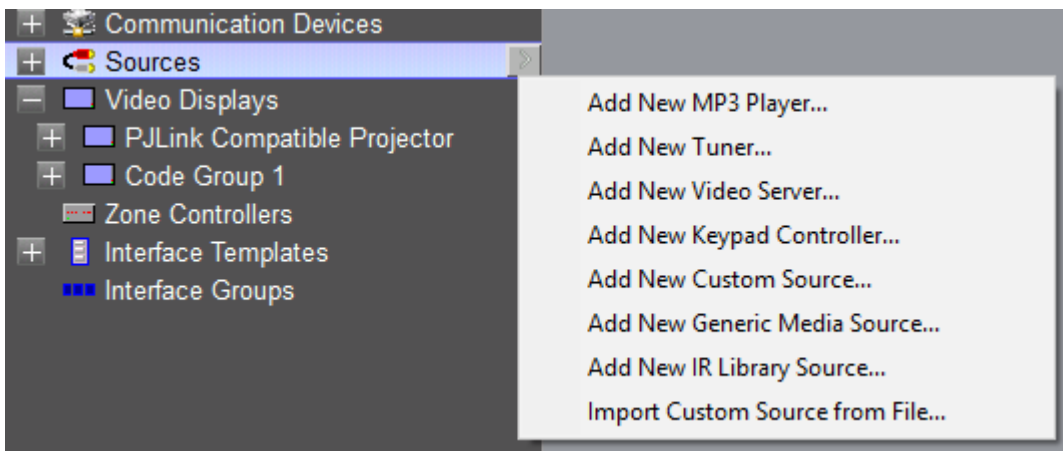 Communication Devices
Sources
Video Displays
PJLink Compatible Projector
Code Group 1
Zone Controllers
Interface Templates
Interface Groups
Add New MP3 Player...
Add New Tuner...
Add New Video Server...
Add New Keypad Controller...
Add New Custom Source...
Add New Generic Media Source...
Add New IR Library Source...
Import Custom Source from File...